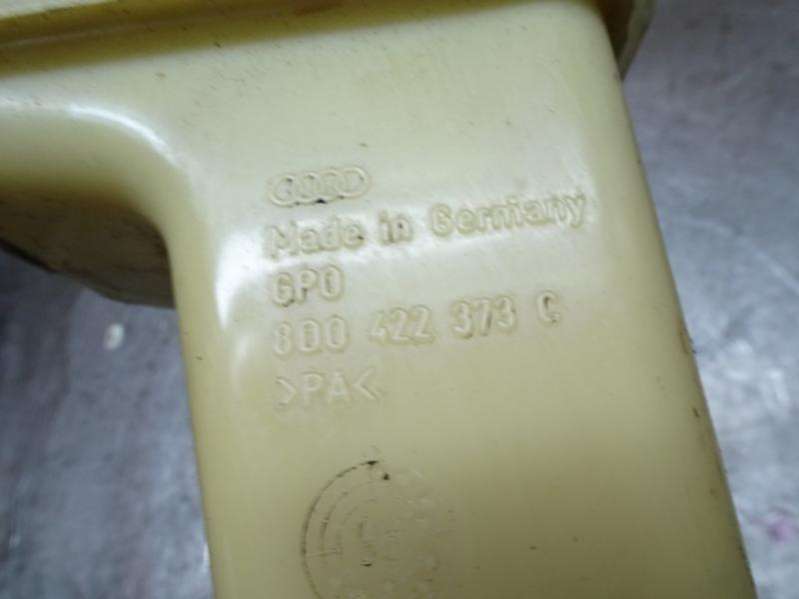 Made in Germany
GPO
8D0 422 373 C
>PA<